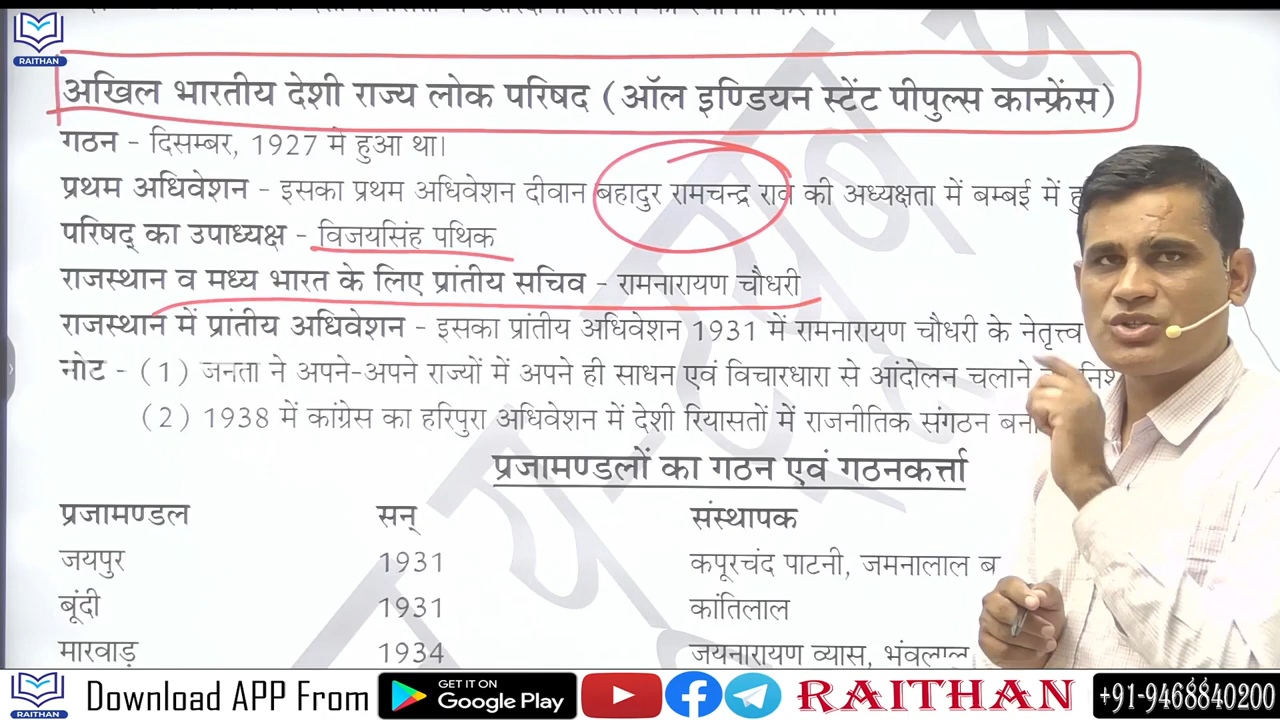 RAITHAN
अखिल भारतीय देशी राज्य लोक परिषद (ऑल इण्डियन स्टेंट पीपुल्स कान्फ्रेंस)
गठन - दिसम्बर, 1927 में हुआ था।
प्रथम अधिवेशन - इसका प्रथम अधिवेशन दीवान बहादुर रामचन्द्र राव की अध्यक्षता में बम्बई में
परिषद् का उपाध्यक्ष - विजयसिंह पथिक
राजस्थान व मध्य भारत के लिए प्रांतीय सचिव - रामनारायण चौधरी
राजस्थान में प्रांतीय अधिवेशन - इसका प्रांतीय अधिवेशन 1931 में रामनारायण चौधरी के नेतृत्त्व
नोट - (1) जनता ने अपने-अपने राज्यों में अपने ही साधन एवं विचारधारा से आंदोलन चलाने
(2) 1938 में कांग्रेस का हरिपुरा अधिवेशन में देशी रियासतों में राजनीतिक संगठन
प्रजामण्डलों का गठन एवं गठनकर्त्ता
प्रजामण्डल सन् संस्थापक
जयपुर 1931 कपूरचंद पाटनी, जमनालाल ब
बूंदी 1931 कांतिलाल
मारवाड़ 1934 जयनारायण व्यास, भंवलाल
RAITHAN Download APP From GET IT ON Google Play RAITHAN +91-9468840200